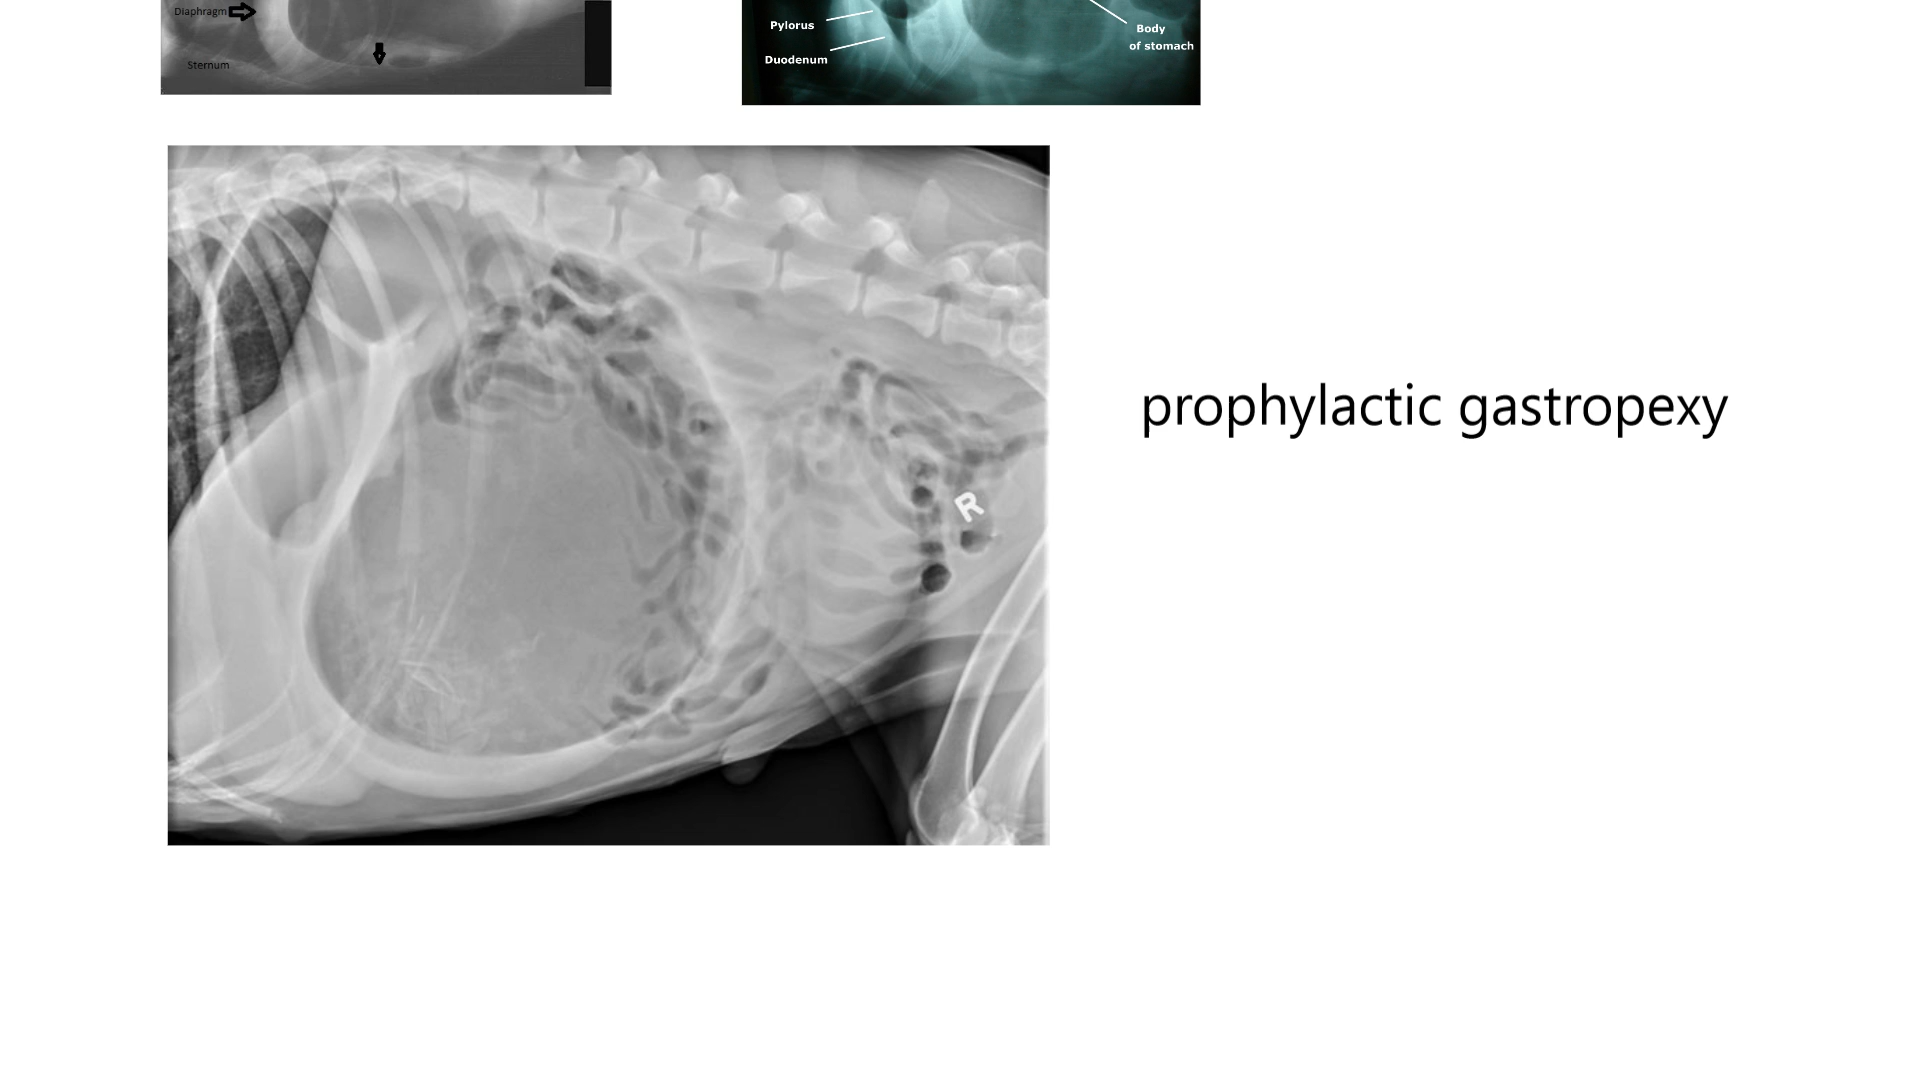 Diaphragm
Sternum
Pylorus
Duodenum
Body
of stomach
prophylactic gastropexy
R